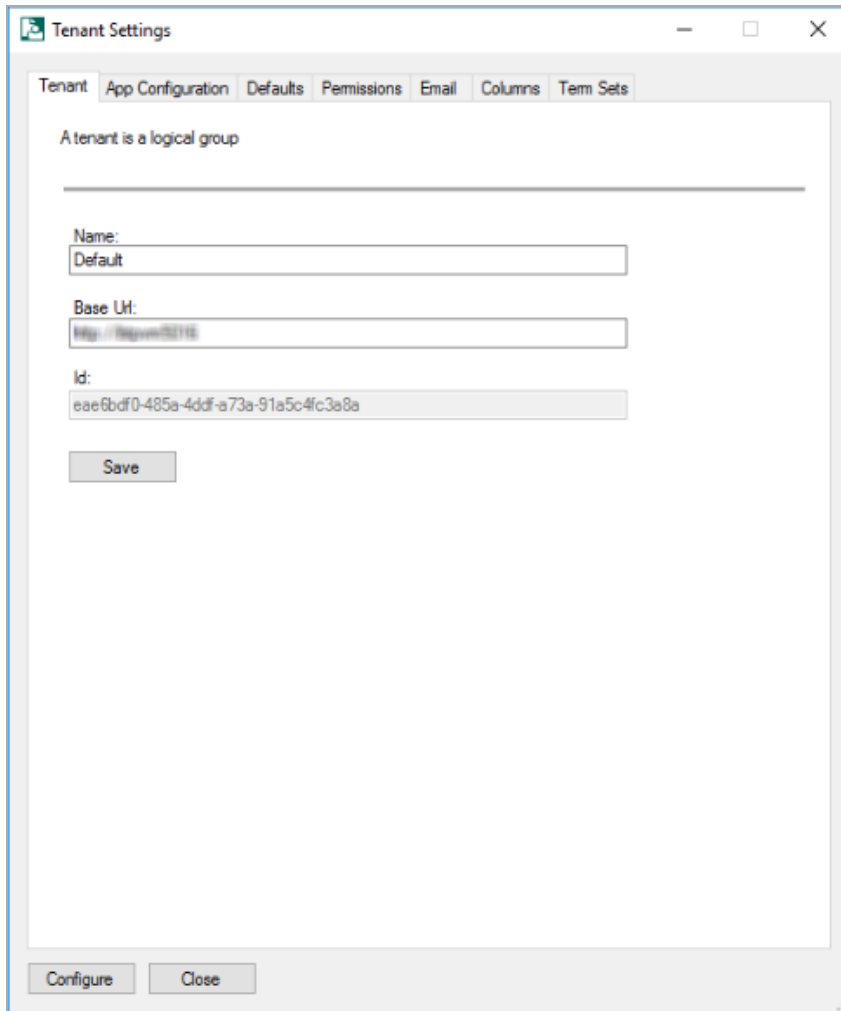 Tenant Settings
Tenant App Configuration Defaults Permissions Email Columns Term Sets
A tenant is a logical group
Name:
Default
Base Url:
Id:
eae6bdf0-485a-4ddf-a73a-91a5c4fc3a8a
Save
Configure Close